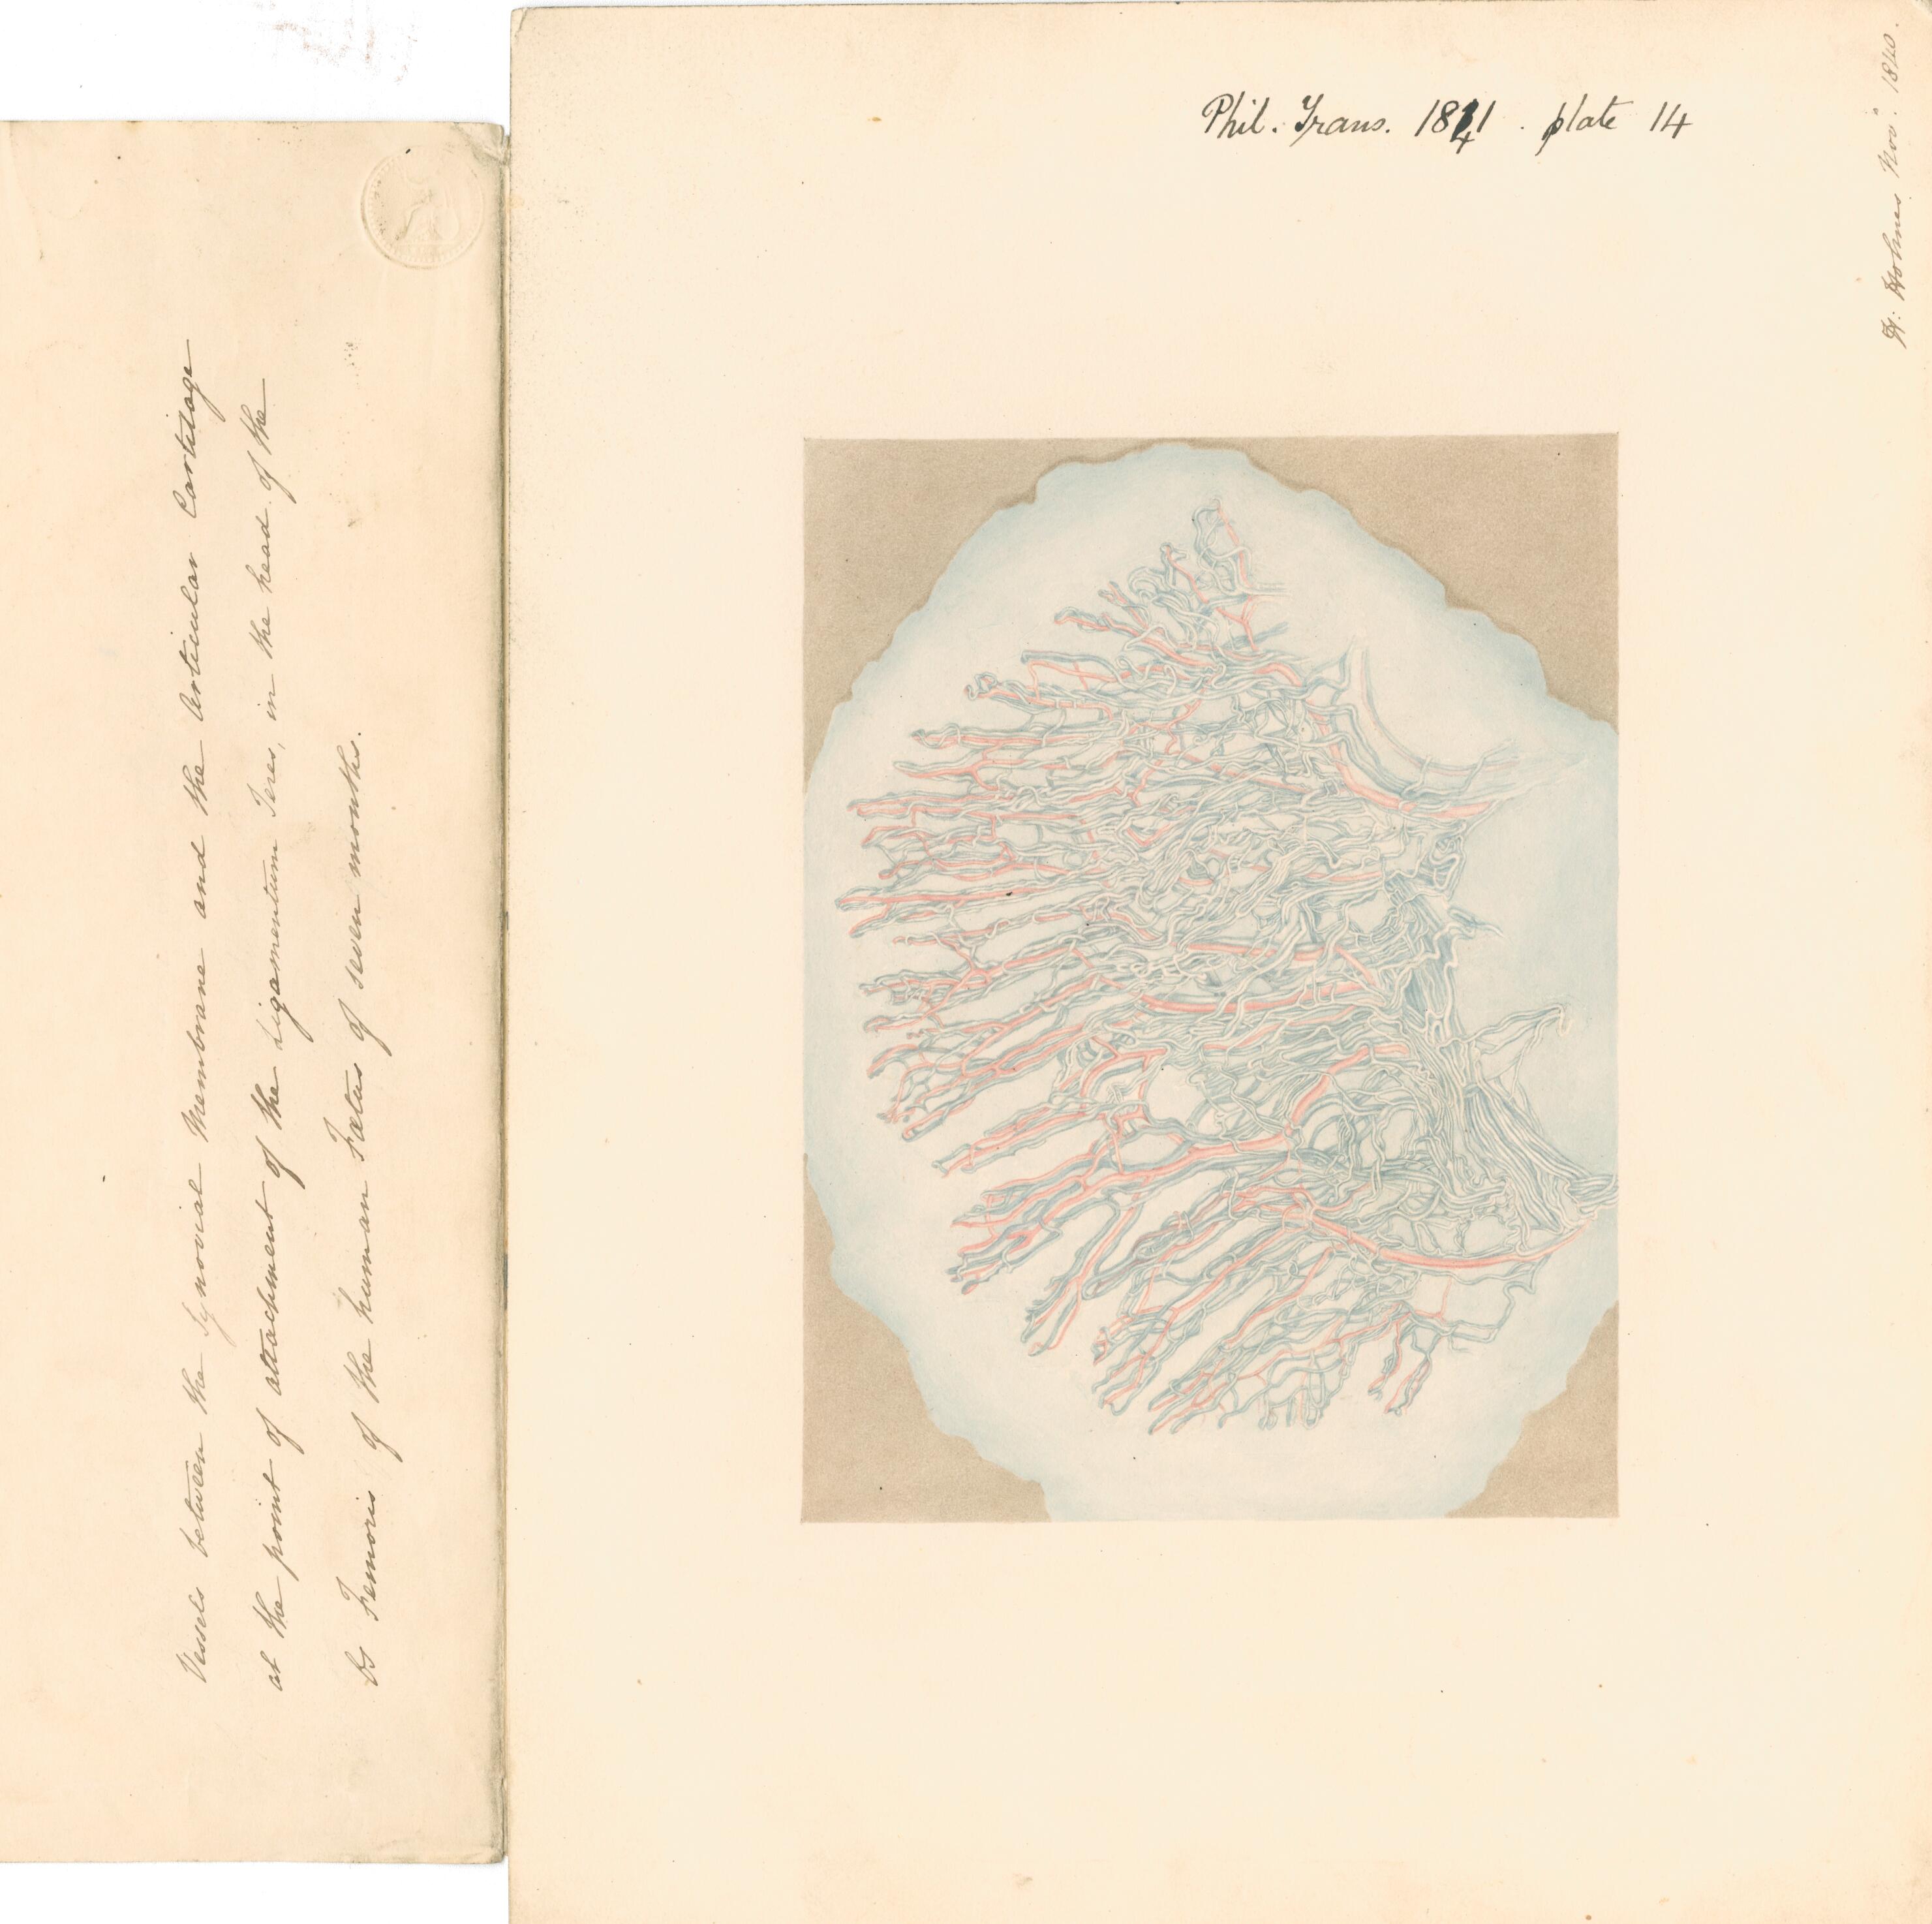 Phil. Trans. 1841. plate 14
H: Holmes Novr. 1840.
Vessels between the Synovial Membrane and the Articular Cartilage
at the point of attachment of the Ligamentum Teres, in the head of the
Os Femoris of the human Fœtus of seven months.